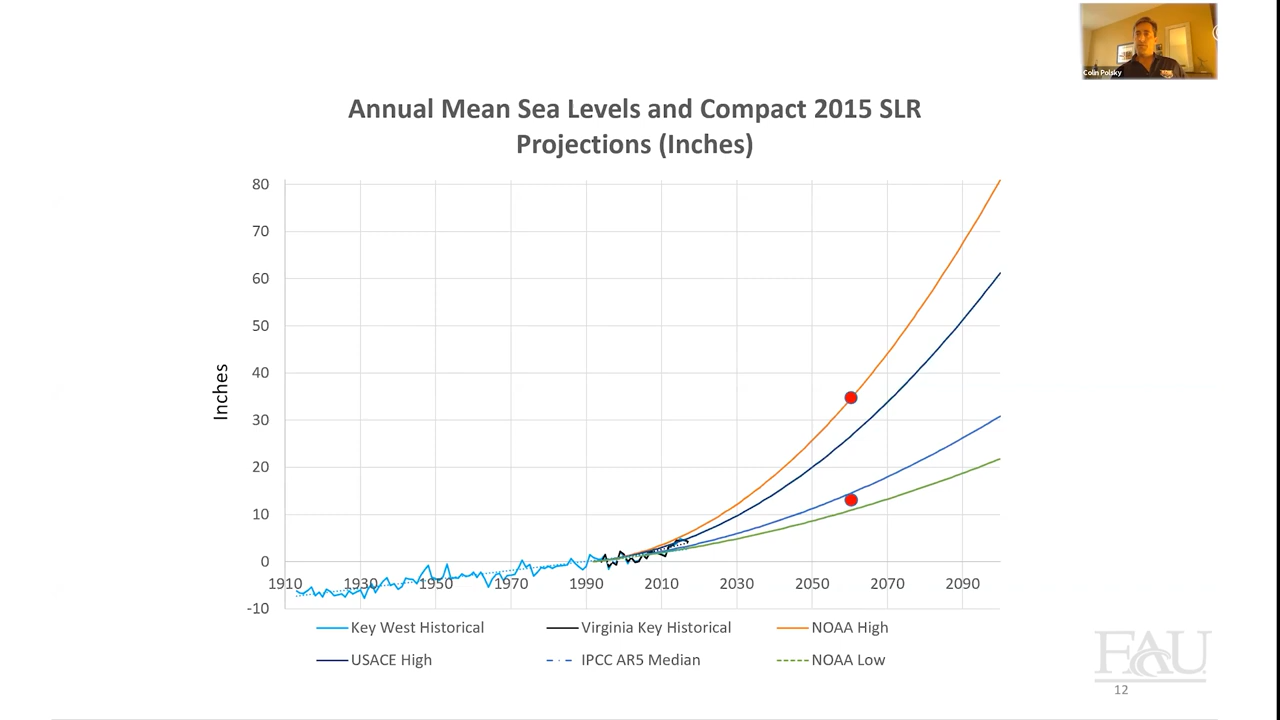 Colin Polsky
Annual Mean Sea Levels and Compact 2015 SLR
Projections (Inches)
80
70
60
50
40
30
20
10
0
-10
Inches
1910 1930 1950 1970 1990 2010 2030 2050 2070 2090
Key West Historical Virginia Key Historical NOAA High
USACE High IPCC AR5 Median NOAA Low
FAU
12